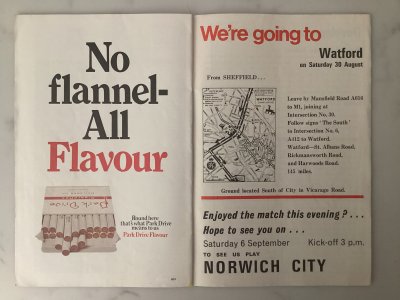 No
flannel-
All
Flavour
Park Drive
Round here
that's what Park Drive
means to us
Park Drive Flavour
We're going to
Watford
on Saturday 30 August
From SHEFFIELD...
WATFORD
Leave by Mansfield Road A616
to M1, joining at
Intersection No. 30.
Follow signs 'The South'
to Intersection No. 6,
A412 to Watford.
Watford—St. Albans Road,
Rickmansworth Road,
and Harwoods Road.
145 miles.
Ground located South of City in Vicarage Road.
Enjoyed the match this evening ? ...
Hope to see you on ...
Saturday 6 September Kick-off 3 p.m.
TO SEE US PLAY
NORWICH CITY